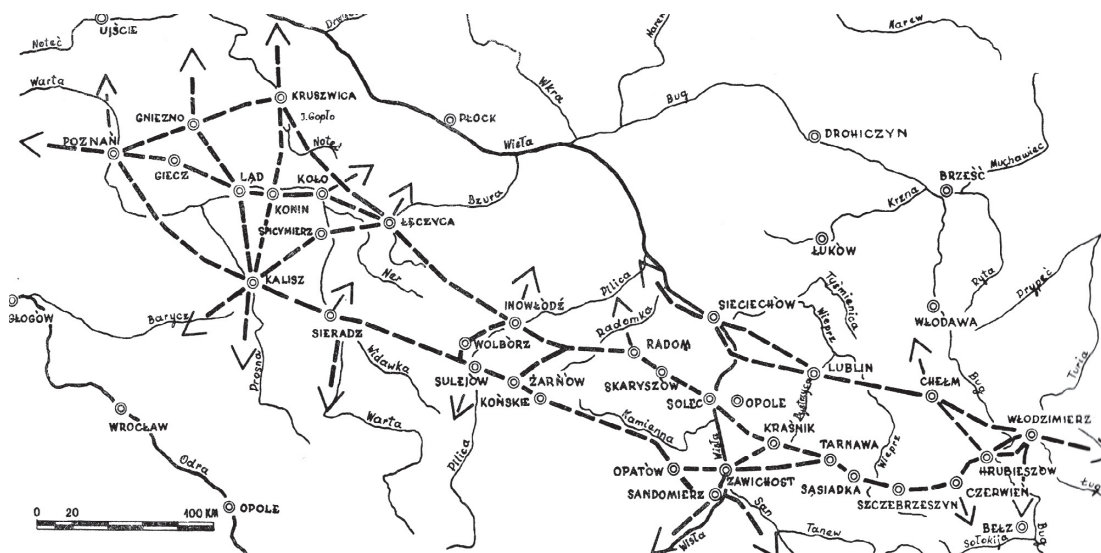 UJŚCIE
Noteć
Narew
Warta
Wkra
KRUSZWICA
J. Gopło
Bug
GNIEZNO
PŁOCK
POZNAŃ
Noteć
Wisła
DROHICZYN
GIECZ
Muchawiec
LĄD
KOŁO
BRZEŚĆ
KONIN
Bzura
Krzna
ŁĘCZYCA
SPICYMIERZ
ŁUKÓW
Ner
KALISZ
Pilica
Tyśmienica
Ryta
Prypeć
GŁOGÓW
INOWŁÓDŹ
SIECIECHÓW
Barycz
SIERADZ
Radomka
Wieprz
WŁODAWA
WOLBÓRZ
RADOM
Widawka
Turia
Prosna
SULEJÓW
ŻARNÓW
SKARYSZÓW
LUBLIN
CHEŁM
Bug
KOŃSKIE
SOLEC
OPOLE
Bystrzyca
WROCŁAW
Warta
Kamienna
WŁODZIMIERZ
KRAŚNIK
Pilica
Wisła
TARNAWA
Wieprz
Odra
OPATÓW
ZAWICHOST
HRUBIESZÓW
SĄSIADKA
SANDOMIERZ
SZCZEBRZESZYN
CZERWIEŃ
OPOLE
San
0 20 400 KM
Tanew
BEŁZ
Bug
Wisła
Sołokija